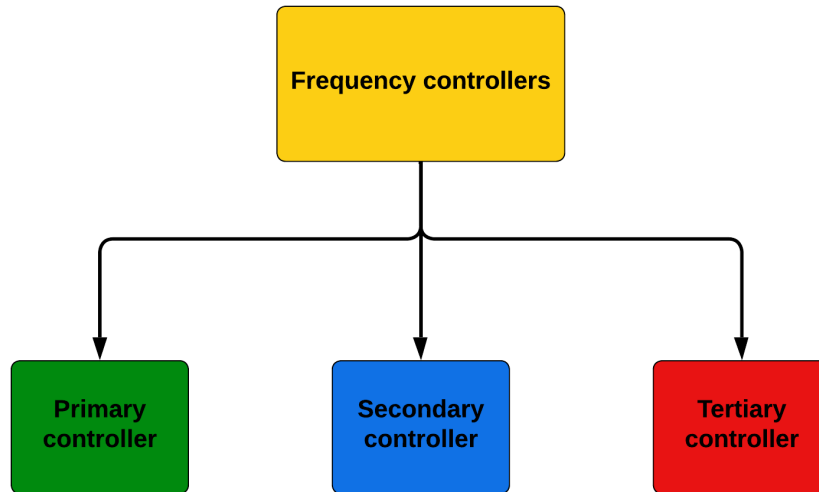 Frequency controllers
Primary
controller
Secondary
controller
Tertiary
controller